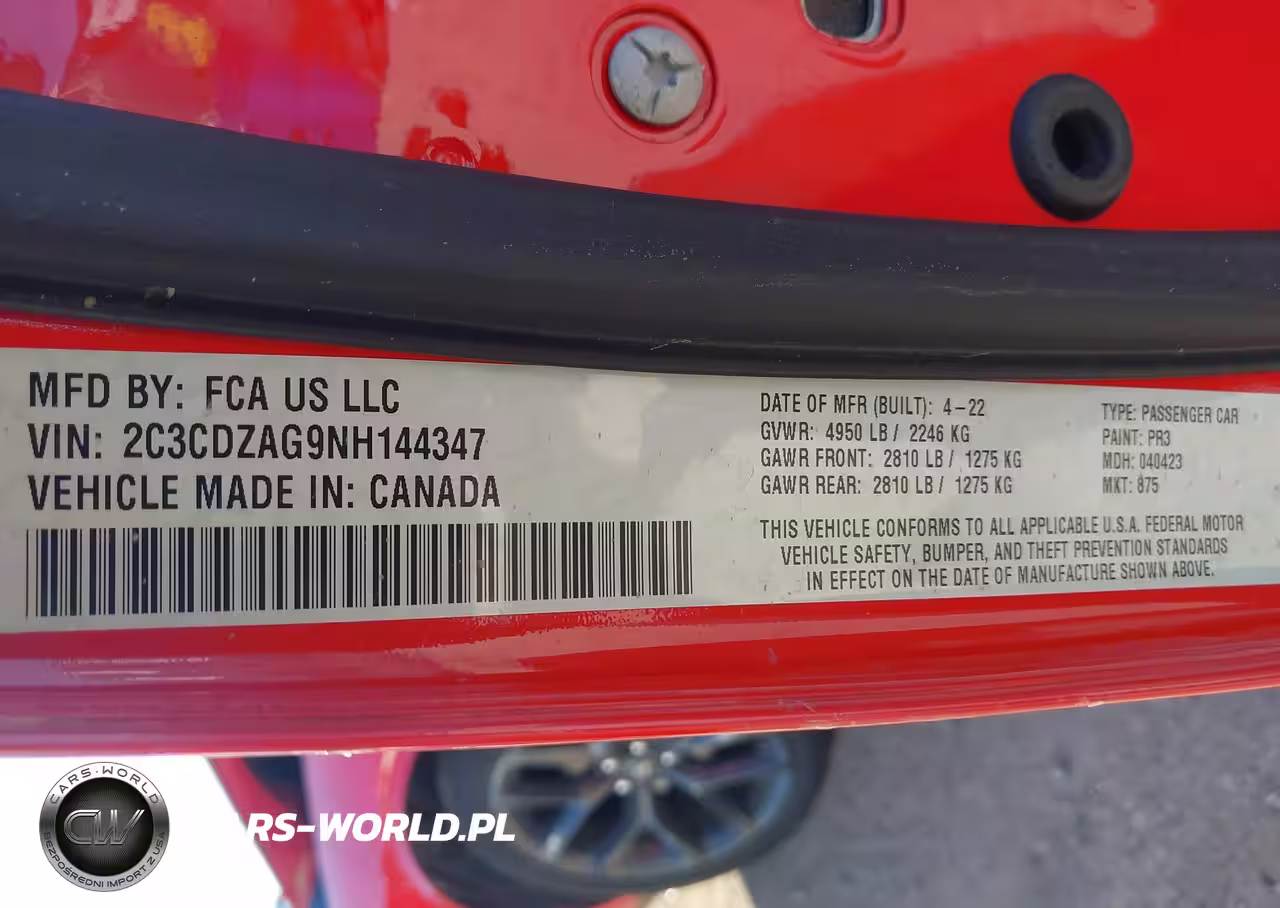 MFD BY: FCA US LLC
VIN: 2C3CDZAG9NH144347
VEHICLE MADE IN: CANADA
DATE OF MFR (BUILT): 4-22
GVWR: 4950 LB / 2246 KG
GAWR FRONT: 2810 LB / 1275 KG
GAWR REAR: 2810 LB / 1275 KG
TYPE: PASSENGER CAR
PAINT: PR3
MDH: 040423
MKT: 875
THIS VEHICLE CONFORMS TO ALL APPLICABLE U.S.A. FEDERAL MOTOR
VEHICLE SAFETY, BUMPER, AND THEFT PREVENTION STANDARDS
IN EFFECT ON THE DATE OF MANUFACTURE SHOWN ABOVE.
CARS-WORLD
CW
BEZPOŚREDNI IMPORT Z USA
RS-WORLD.PL